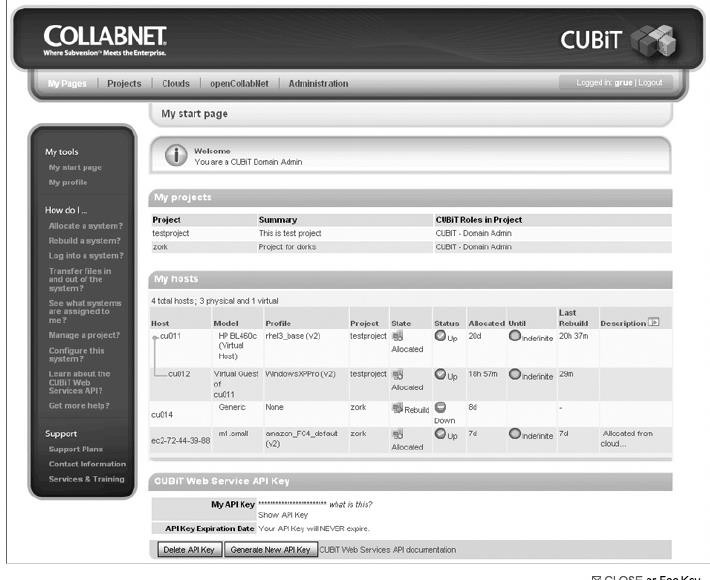 COLLABNET.
Where Subversion™ Meets the Enterprise.
CUBiT
My Pages | Projects | Clouds | openCollabNet | Administration
Logged in: grue | Logout
My start page
My tools
My start page
My profile
How do I ...
Allocate a system?
Rebuild a system?
Log into a system?
Transfer files in
and out of the
system?
See what systems
are assigned to
me?
Manage a project?
Configure this
system?
Learn about the
CUBiT Web
Services API?
Get more help?
Support
Support Plans
Contact Information
Services & Training
Welcome
You are a CUBiT Domain Admin
My projects
Project Summary CUBiT Roles in Project
testproject This is test project CUBiT - Domain Admin
zork Project for dorks CUBiT - Domain Admin
My hosts
4 total hosts; 3 physical and 1 virtual
Host Model Profile Project State Status Allocated Until Last Rebuild Description
cu011 HP BL460c (Virtual Host) rhel3_base (v2) testproject Allocated Up 20d Indefinite 20h 37m
cu012 Virtual Guest of cu011 WindowsXPPro (v2) testproject Allocated Up 18h 57m Indefinite 29m
cu014 Generic None zork Rebuild Down 8d -
ec2-72-44-39-88 m1.small amazon_FC4_default (v2) zork Allocated Up 7d Indefinite 7d Allocated from cloud...
CUBiT Web Service API Key
My API Key ************************ what is this?
Show API Key
API Key Expiration Date Your API Key will NEVER expire.
Delete API Key Generate New API Key CUBiT Web Services API documentation
CLOSE or Esc Key